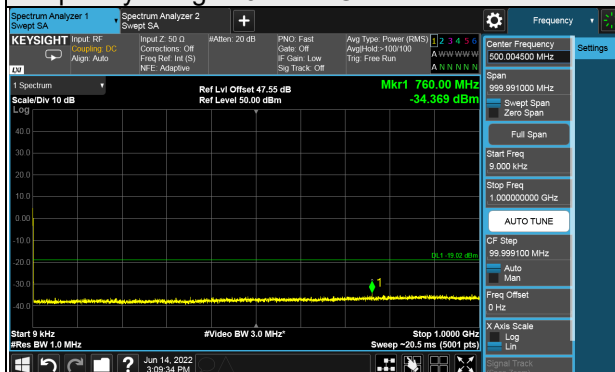 Spectrum Analyzer 1
Swept SA
Spectrum Analyzer 2
Swept SA
+
Frequency
KEYSIGHT
Input: RF
Coupling: DC
Align: Auto
Input Z: 50 Ω
Corrections: Off
Freq Ref: Int (S)
NFE: Adaptive
#Atten: 20 dB
PNO: Fast
Gate: Off
IF Gain: Low
Sig Track: Off
Avg Type: Power (RMS)
Avg|Hold:>100/100
Trig: Free Run
1 2 3 4 5 6
A W W W W W
A N N N N N
LXI
Center Frequency
500.004500 MHz
Settings
Span
999.991000 MHz
Swept Span
Zero Span
Full Span
Start Freq
9.000 kHz
Stop Freq
1.000000000 GHz
AUTO TUNE
CF Step
99.999100 MHz
Auto
Man
Freq Offset
0 Hz
X Axis Scale
Log
Lin
Signal Track
1 Spectrum
Scale/Div 10 dB
Log
Ref Lvl Offset 47.55 dB
Ref Level 50.00 dBm
Mkr1 760.00 MHz
-34.369 dBm
40.0
30.0
20.0
10.0
0.00
-10.0
-20.0
-30.0
-40.0
DL1 -19.02 dBm
1
Start 9 kHz
#Res BW 1.0 MHz
#Video BW 3.0 MHz*
Stop 1.0000 GHz
Sweep ~20.5 ms (5001 pts)
?
Jun 14, 2022
3:09:34 PM